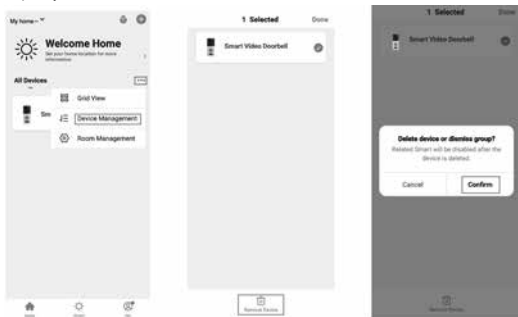 My home~
Welcome Home
Set your home location for more
information
All Devices
Grid View
Sm
Device Management
Room Management
1 Selected
Done
Smart Video Doorbell
Remove Device
1 Selected
Done
Smart Video Doorbell
Delete device or dismiss group?
Related Smart will be disabled after the
device is deleted.
Cancel
Confirm
Remove Device